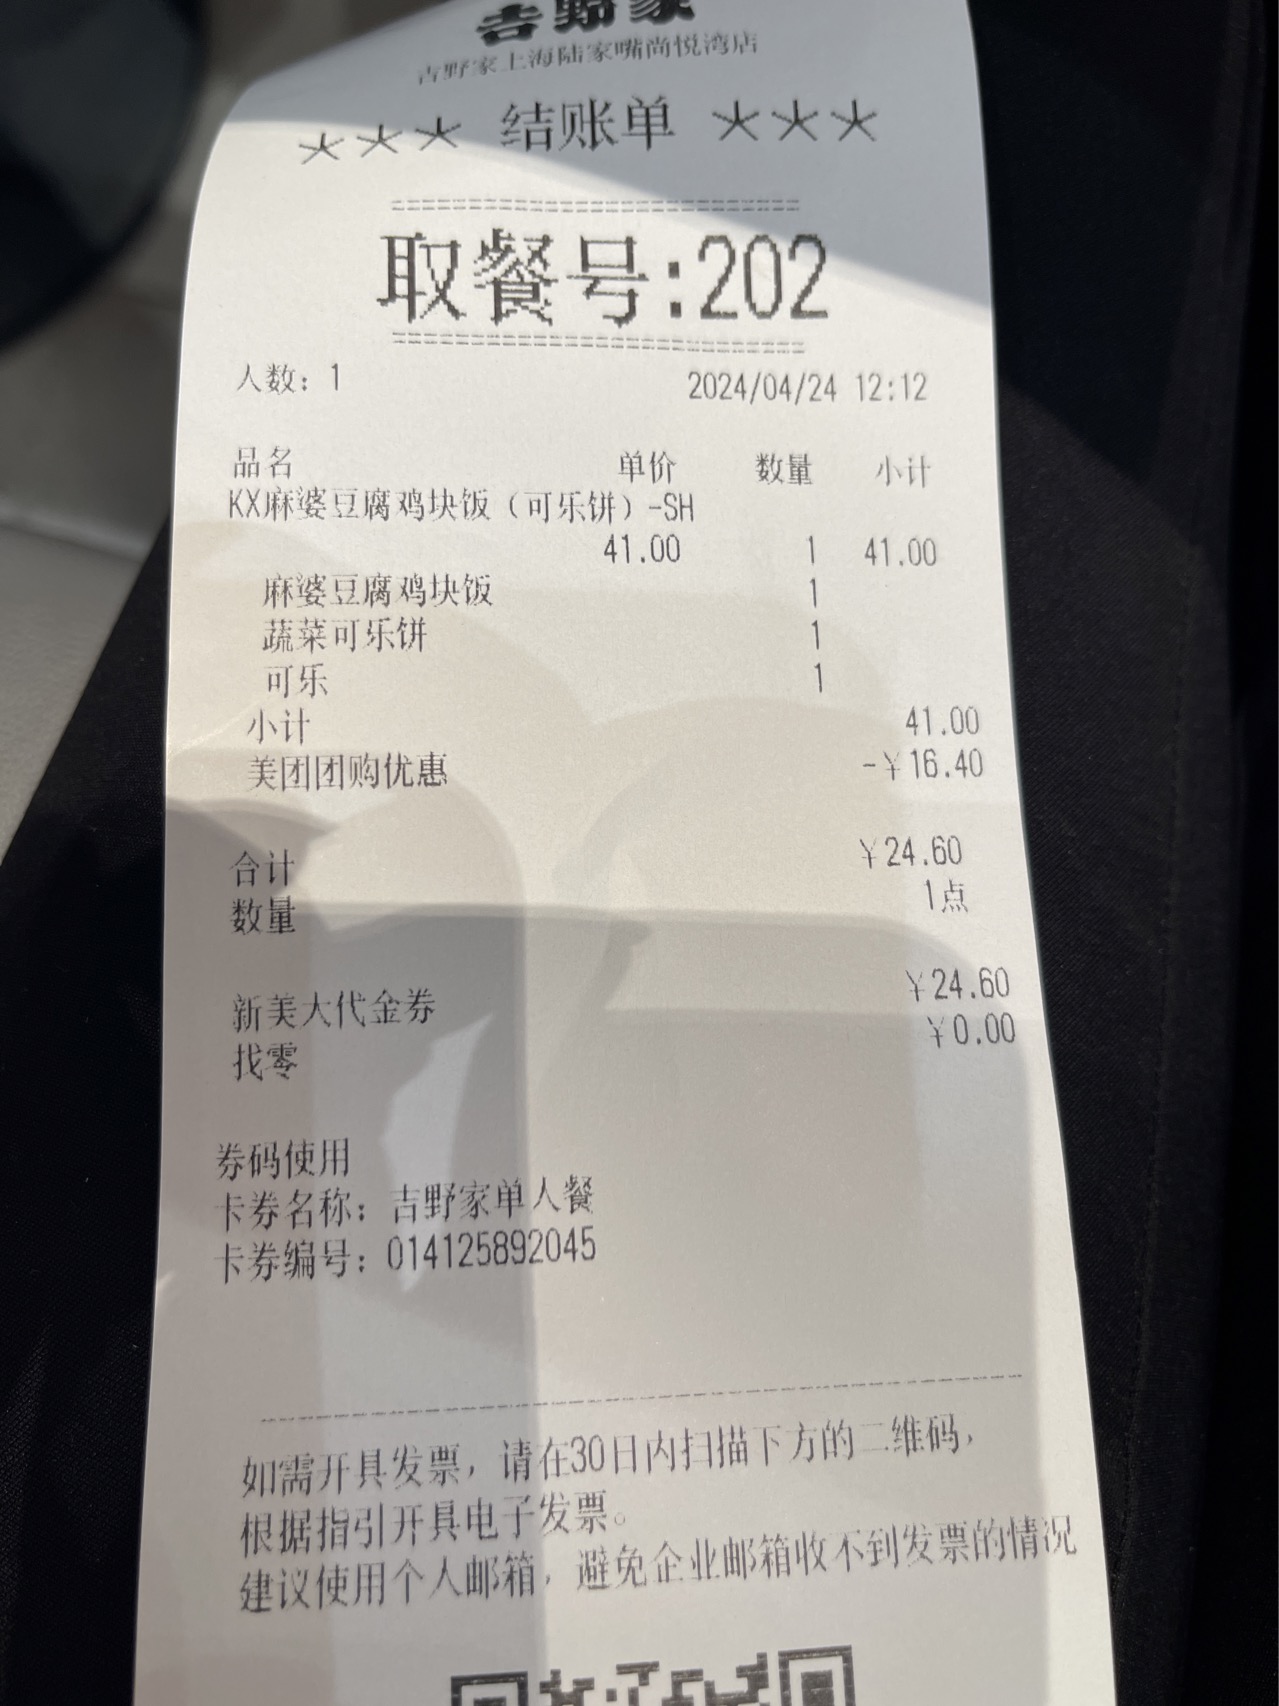 吉野家
吉野家上海陆家嘴尚悦湾店
*** 结账单 ***
取餐号:202
人数：1 2024/04/24 12:12
品名 单价 数量 小计
KX麻婆豆腐鸡块饭（可乐饼）-SH
41.00 1 41.00
麻婆豆腐鸡块饭 1
蔬菜可乐饼 1
可乐 1
小计 41.00
美团团购优惠 -￥16.40
合计 ￥24.60
数量 1点
新美大代金券 ￥24.60
找零 ￥0.00
券码使用
卡券名称：吉野家单人餐
卡券编号：014125892045
如需开具发票，请在30日内扫描下方的二维码，
根据指引开具电子发票。
建议使用个人邮箱，避免企业邮箱收不到发票的情况